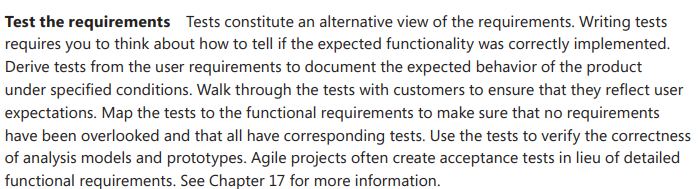 Test the requirements Tests constitute an alternative view of the requirements. Writing tests
requires you to think about how to tell if the expected functionality was correctly implemented.
Derive tests from the user requirements to document the expected behavior of the product
under specified conditions. Walk through the tests with customers to ensure that they reflect user
expectations. Map the tests to the functional requirements to make sure that no requirements
have been overlooked and that all have corresponding tests. Use the tests to verify the correctness
of analysis models and prototypes. Agile projects often create acceptance tests in lieu of detailed
functional requirements. See Chapter 17 for more information.